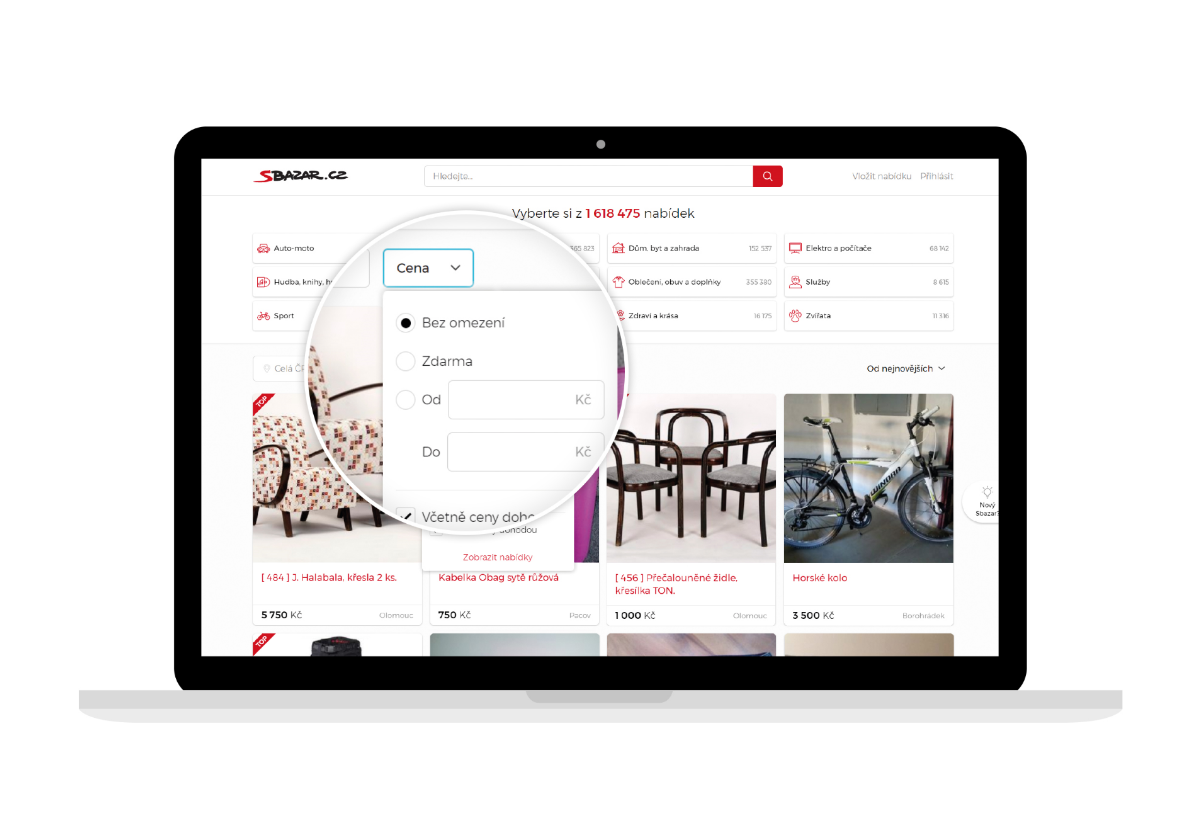 SBAZAR.CZ
Hledejte...
Vložit nabídku Přihlásit
Vyberte si z 1 618 475 nabídek
Auto-moto
Dům, byt a zahrada 152 537
Elektro a počítače 68 142
Hudba, knihy,
Oblečení, obuv a doplňky 355 380
Služby 8 615
Sport
Zdraví a krása 16 175
Zvířata 11 316
Cena
Bez omezení
Zdarma
Od Kč
Do Kč
Včetně ceny doho
dohodou
Zobrazit nabídky
Celá
Od nejnovějších
TOP
Nový
Sbazar?
[ 484 ] J. Halabala, křesla 2 ks.
5 750 Kč Olomouc
Kabelka Obag sytě růžová
750 Kč Pacov
[ 456 ] Přečalouněné židle,
křesílka TON,
1 000 Kč Olomouc
WINORA
Horské kolo
3 500 Kč Borohrádek
TOP